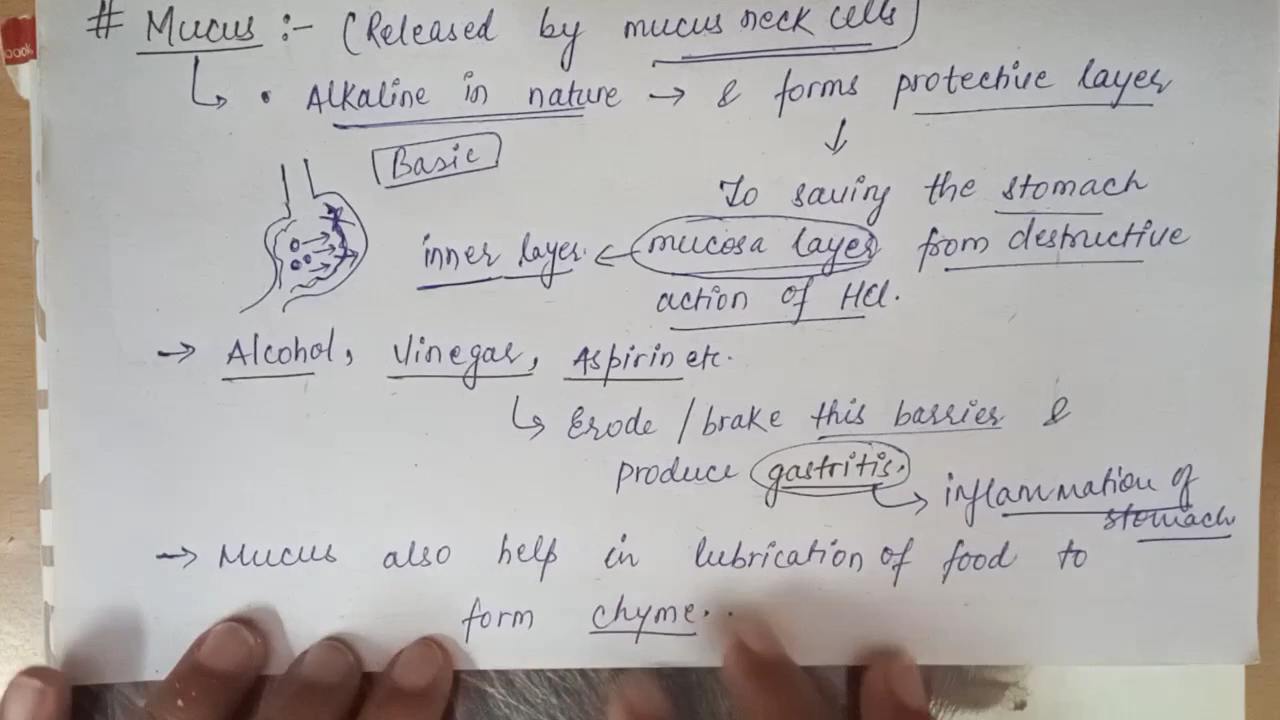 # Mucus :- (Released by mucus neck cells)
• Alkaline in nature → & forms protective layer
Basic
To saving the stomach
inner layer. ← mucosa layer from destructive
action of HCl.
→ Alcohol, Vinegar, Aspirin etc.
Erode / brake this barrier &
produce gastritis. → inflammation of
stomach
→ Mucus also help in lubrication of food to
form chyme.
book